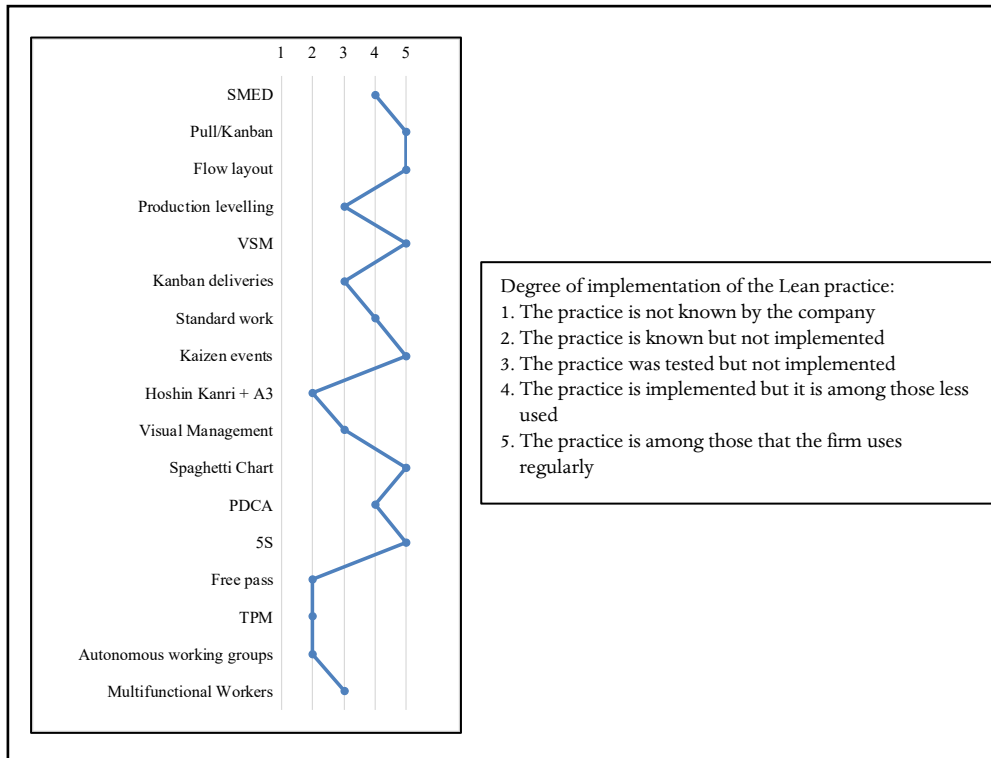 1 2 3 4 5
SMED
Pull/Kanban
Flow layout
Production levelling
VSM
Kanban deliveries
Standard work
Kaizen events
Hoshin Kanri + A3
Visual Management
Spaghetti Chart
PDCA
5S
Free pass
TPM
Autonomous working groups
Multifunctional Workers
Degree of implementation of the Lean practice:
1. The practice is not known by the company
2. The practice is known but not implemented
3. The practice was tested but not implemented
4. The practice is implemented but it is among those less
used
5. The practice is among those that the firm uses
regularly